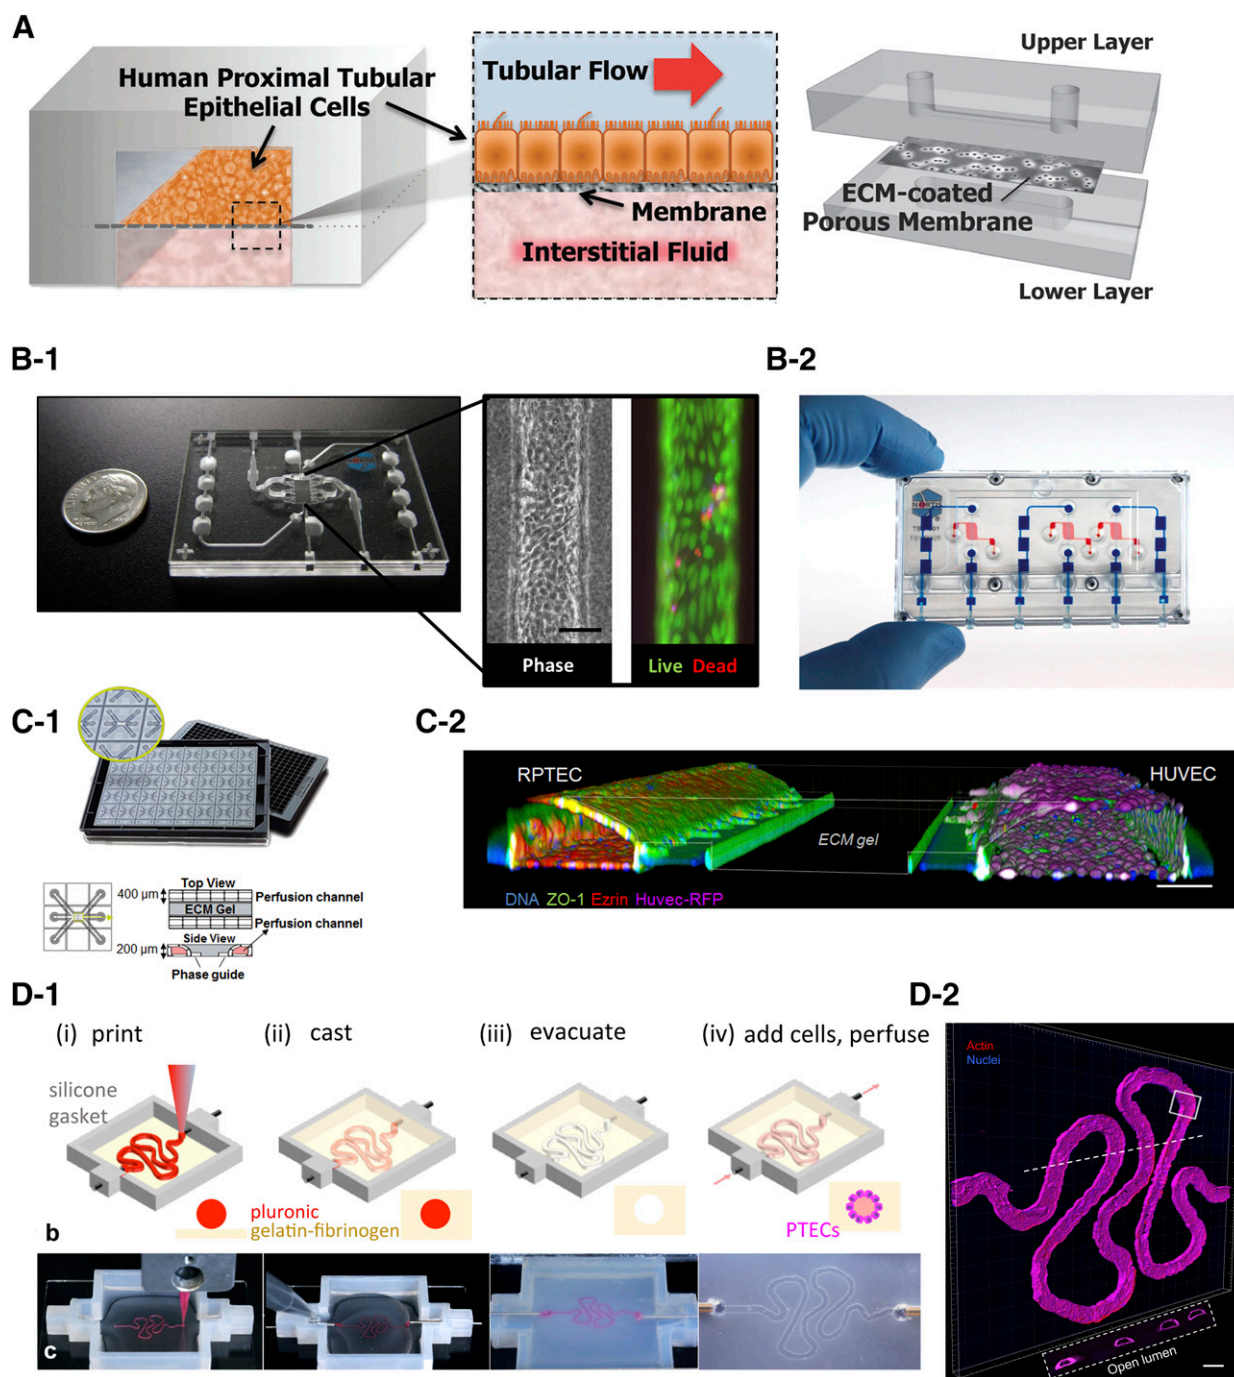 A
Human Proximal Tubular
Epithelial Cells
Tubular Flow
Membrane
Interstitial Fluid
Upper Layer
ECM-coated
Porous Membrane
Lower Layer
B-1
B-2
Phase
Live Dead
C-1
C-2
RPTEC
HUVEC
ECM gel
DNA ZO-1 Ezrin Huvec-RFP
Top View
400 µm
Perfusion channel
ECM Gel
Perfusion channel
Side View
200 µm
Phase guide
D-1
D-2
(i) print
(ii) cast
(iii) evacuate
(iv) add cells, perfuse
silicone
gasket
pluronic
gelatin-fibrinogen
PTECs
b
c
Actin
Nuclei
Open lumen